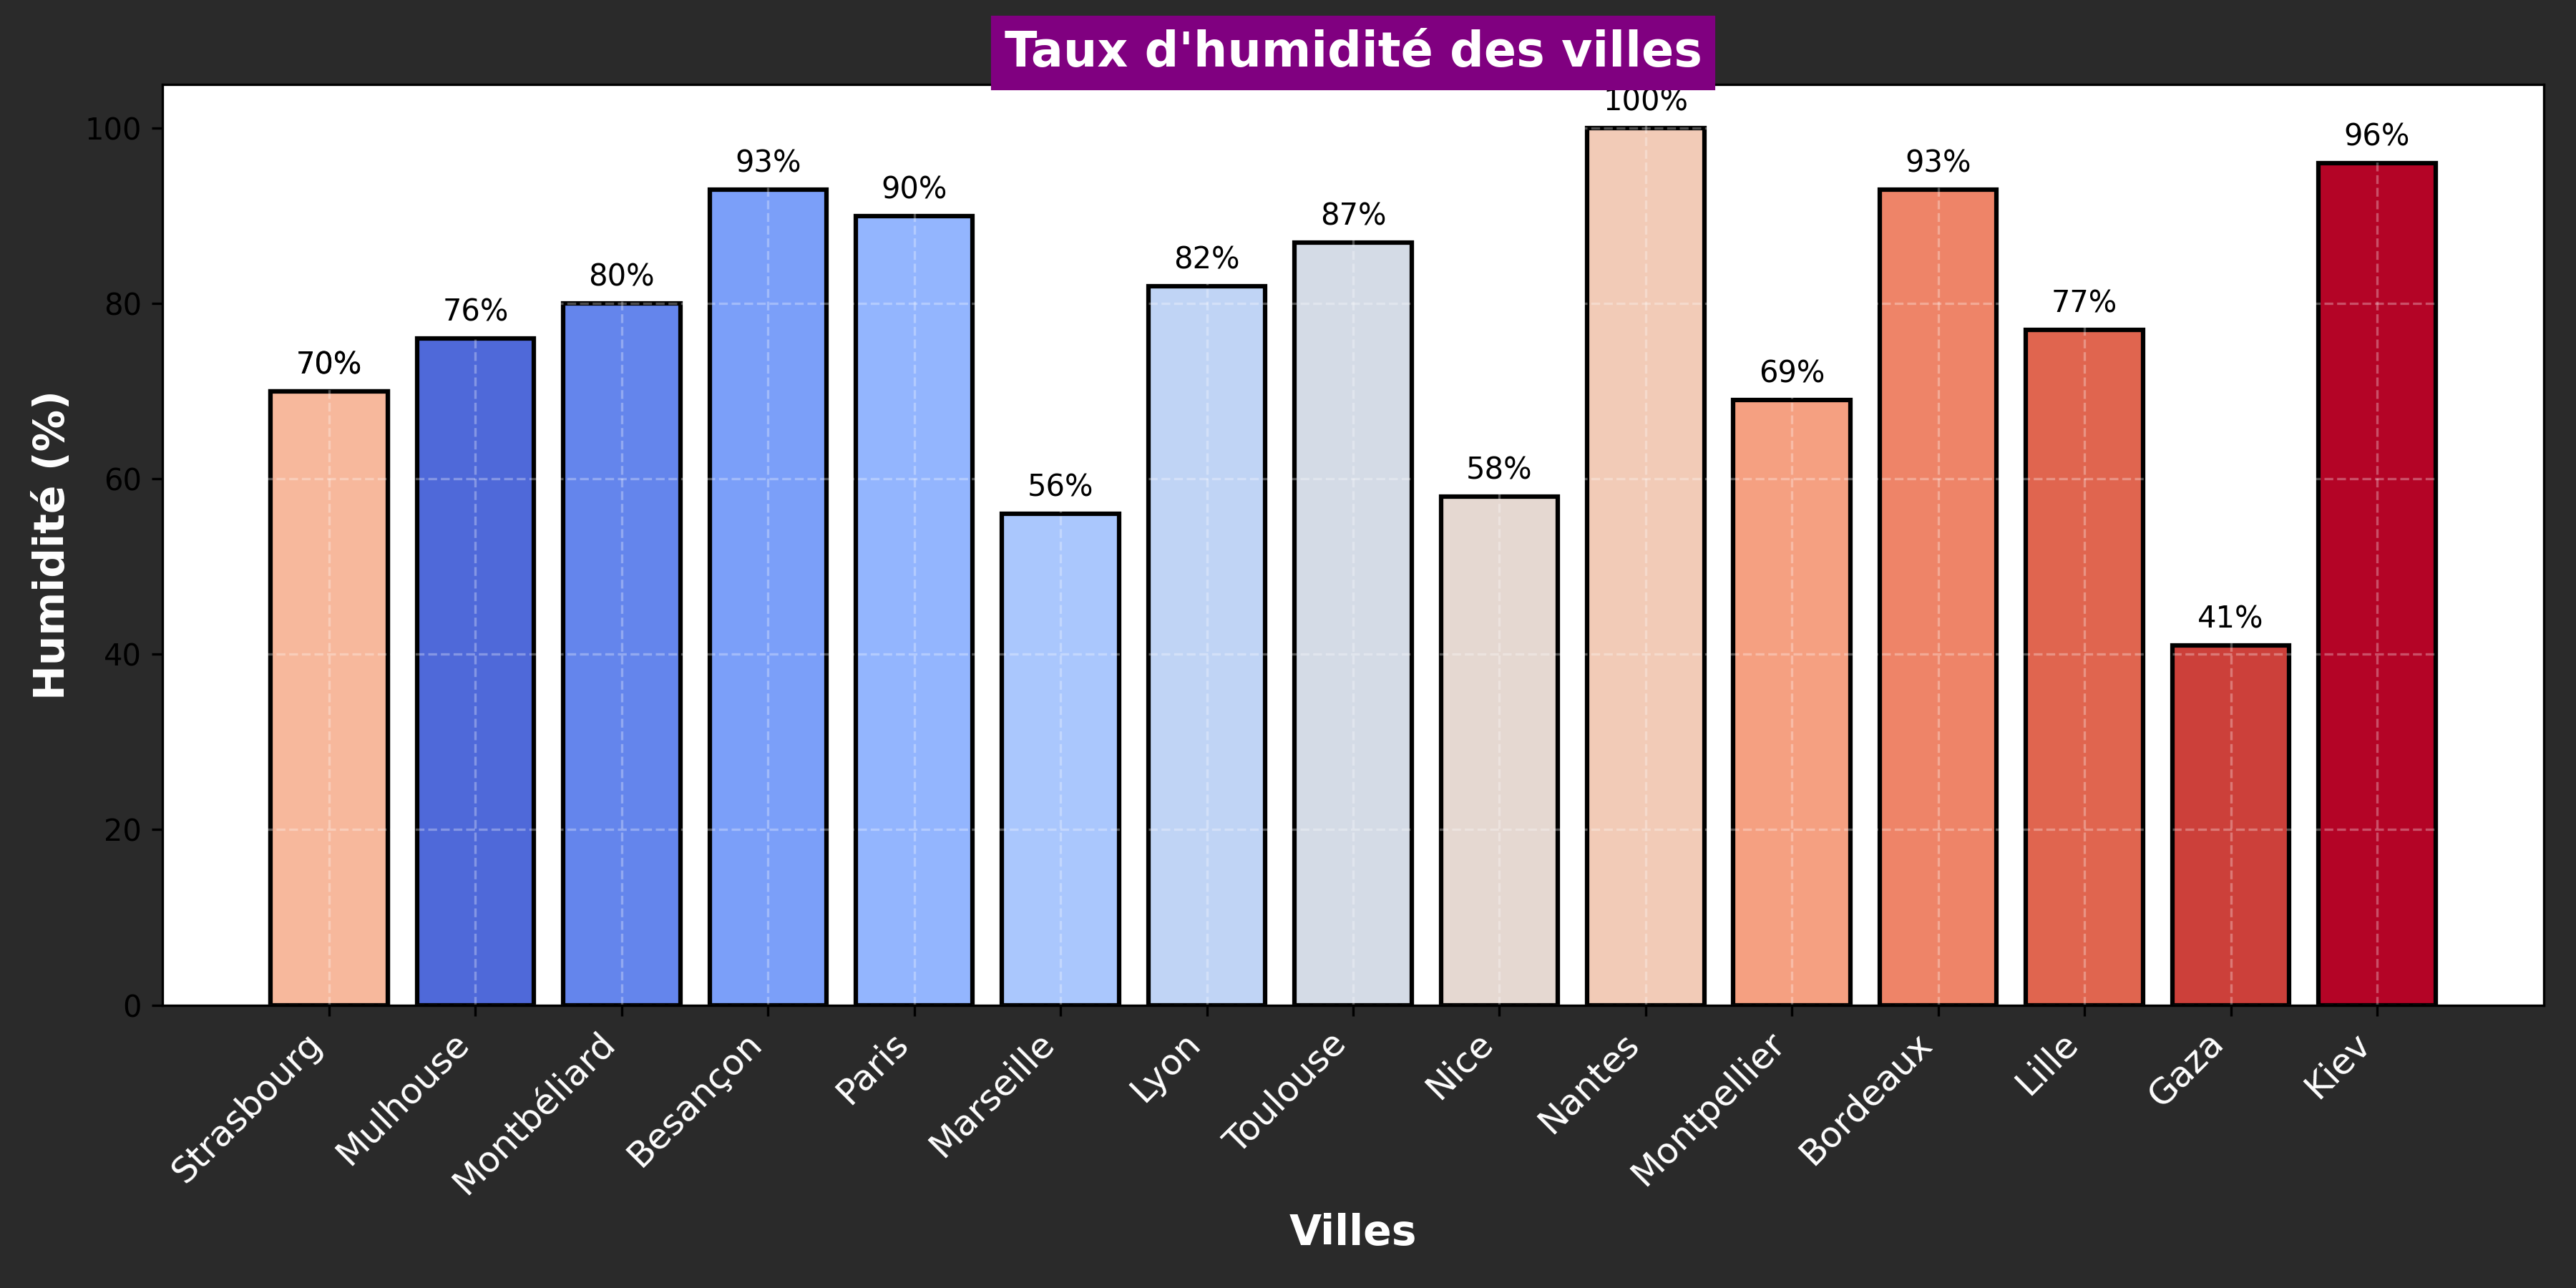 Taux d'humidité des villes
100%
96%
93%
93%
90%
87%
82%
80%
77%
76%
70%
69%
58%
56%
41%
Humidité (%)
100
80
60
40
20
0
Strasbourg
Mulhouse
Montbéliard
Besançon
Paris
Marseille
Lyon
Toulouse
Nice
Nantes
Montpellier
Bordeaux
Lille
Gaza
Kiev
Villes